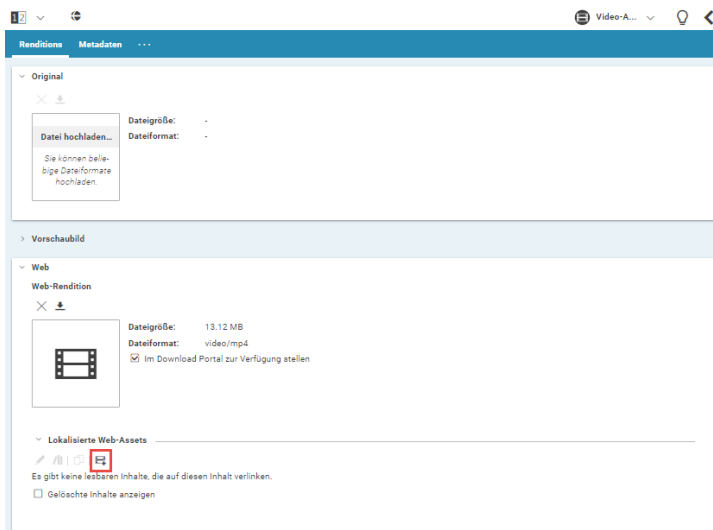 12
Video-A...
Renditions Metadaten ...
Original
Dateigröße: -
Datei hochladen... Dateiformat: -
Sie können belie-
bige Dateiformate
hochladen.
Vorschaubild
Web
Web-Rendition
Dateigröße: 13.12 MB
Dateiformat: video/mp4
Im Download Portal zur Verfügung stellen
Lokalisierte Web-Assets
Es gibt keine lesbaren Inhalte, die auf diesen Inhalt verlinken.
Gelöschte Inhalte anzeigen